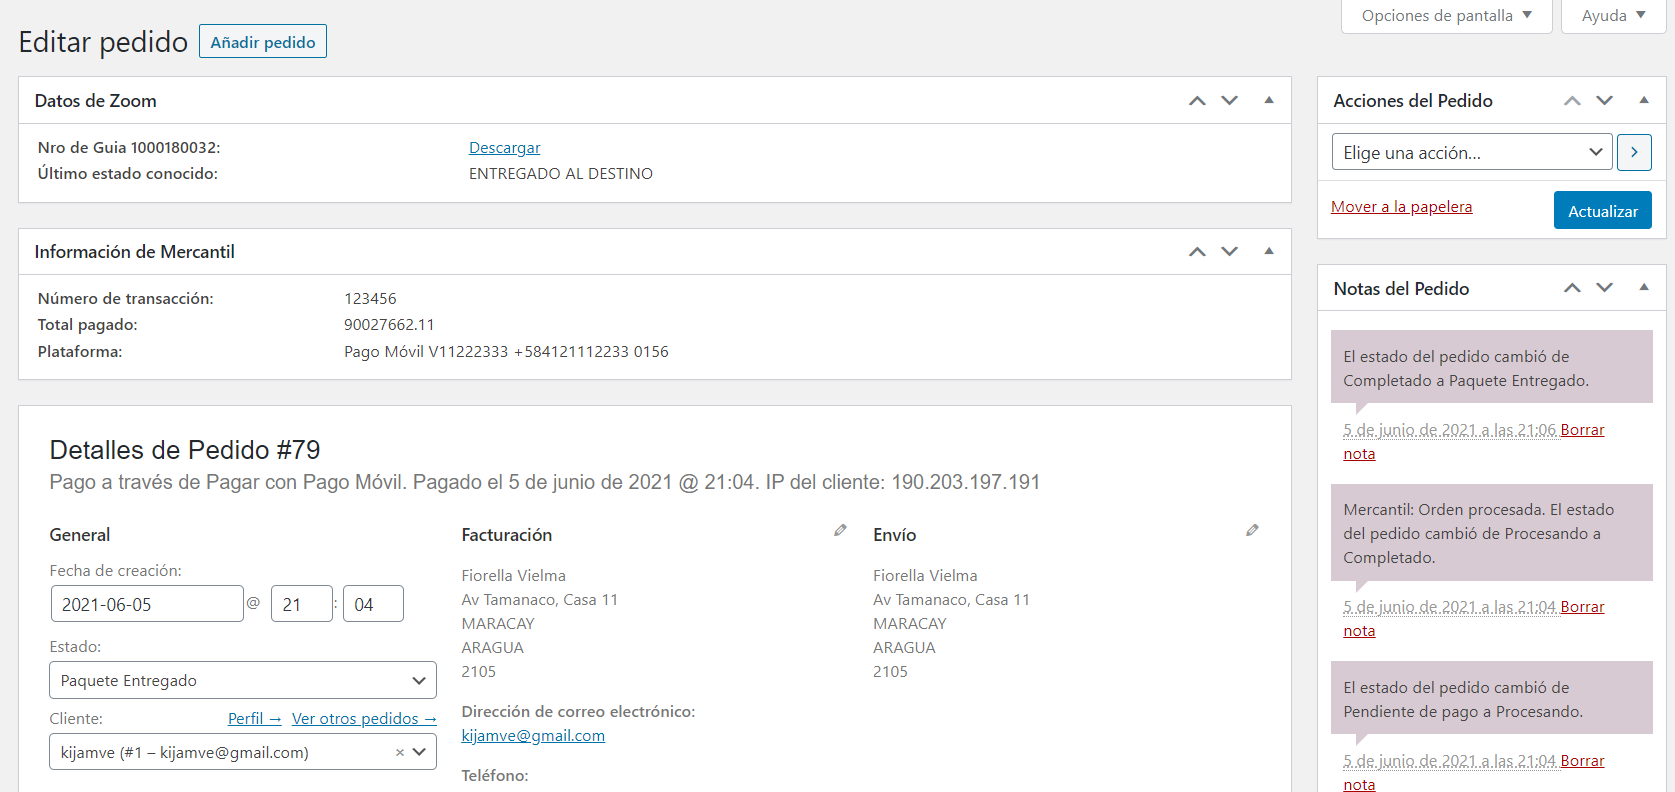 Opciones de pantalla
Ayuda
Editar pedido
Añadir pedido
Datos de Zoom
Nro de Guia 1000180032: Descargar
Último estado conocido: ENTREGADO AL DESTINO
Información de Mercantil
Número de transacción: 123456
Total pagado: 90027662.11
Plataforma: Pago Móvil V11222333 +584121112233 0156
Detalles de Pedido #79
Pago a través de Pagar con Pago Móvil. Pagado el 5 de junio de 2021 @ 21:04. IP del cliente: 190.203.197.191
General
Fecha de creación:
2021-06-05 @ 21 : 04
Estado:
Paquete Entregado
Cliente: Perfil → Ver otros pedidos →
kijamve (#1 – kijamve@gmail.com) ×
Facturación
Fiorella Vielma
Av Tamanaco, Casa 11
MARACAY
ARAGUA
2105
Dirección de correo electrónico:
kijamve@gmail.com
Teléfono:
Envío
Fiorella Vielma
Av Tamanaco, Casa 11
MARACAY
ARAGUA
2105
Acciones del Pedido
Elige una acción...
Mover a la papelera
Actualizar
Notas del Pedido
El estado del pedido cambió de
Completado a Paquete Entregado.
5 de junio de 2021 a las 21:06 Borrar
nota
Mercantil: Orden procesada. El estado
del pedido cambió de Procesando a
Completado.
5 de junio de 2021 a las 21:04 Borrar
nota
El estado del pedido cambió de
Pendiente de pago a Procesando.
5 de junio de 2021 a las 21:04 Borrar
nota